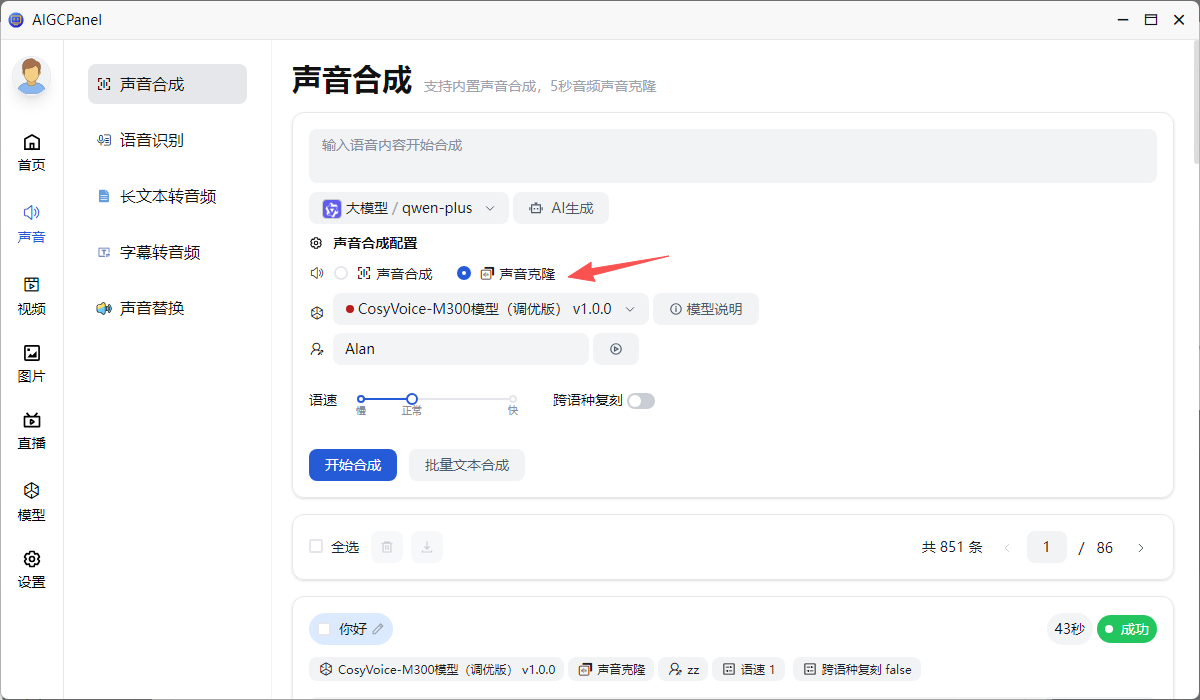 AIGCPanel
首页
声音
视频
图片
直播
模型
设置
声音合成
语音识别
长文本转音频
字幕转音频
声音替换
声音合成 支持内置声音合成，5秒音频声音克隆
输入语音内容开始合成
大模型 / qwen-plus AI生成
声音合成配置
声音合成 声音克隆
CosyVoice-M300模型（调优版） v1.0.0 模型说明
Alan
语速 慢 正常 快 跨语种复刻
开始合成 批量文本合成
全选 共 851 条 1 / 86
你好 43秒 成功
CosyVoice-M300模型（调优版） v1.0.0 声音克隆 zz 语速 1 跨语种复刻 false